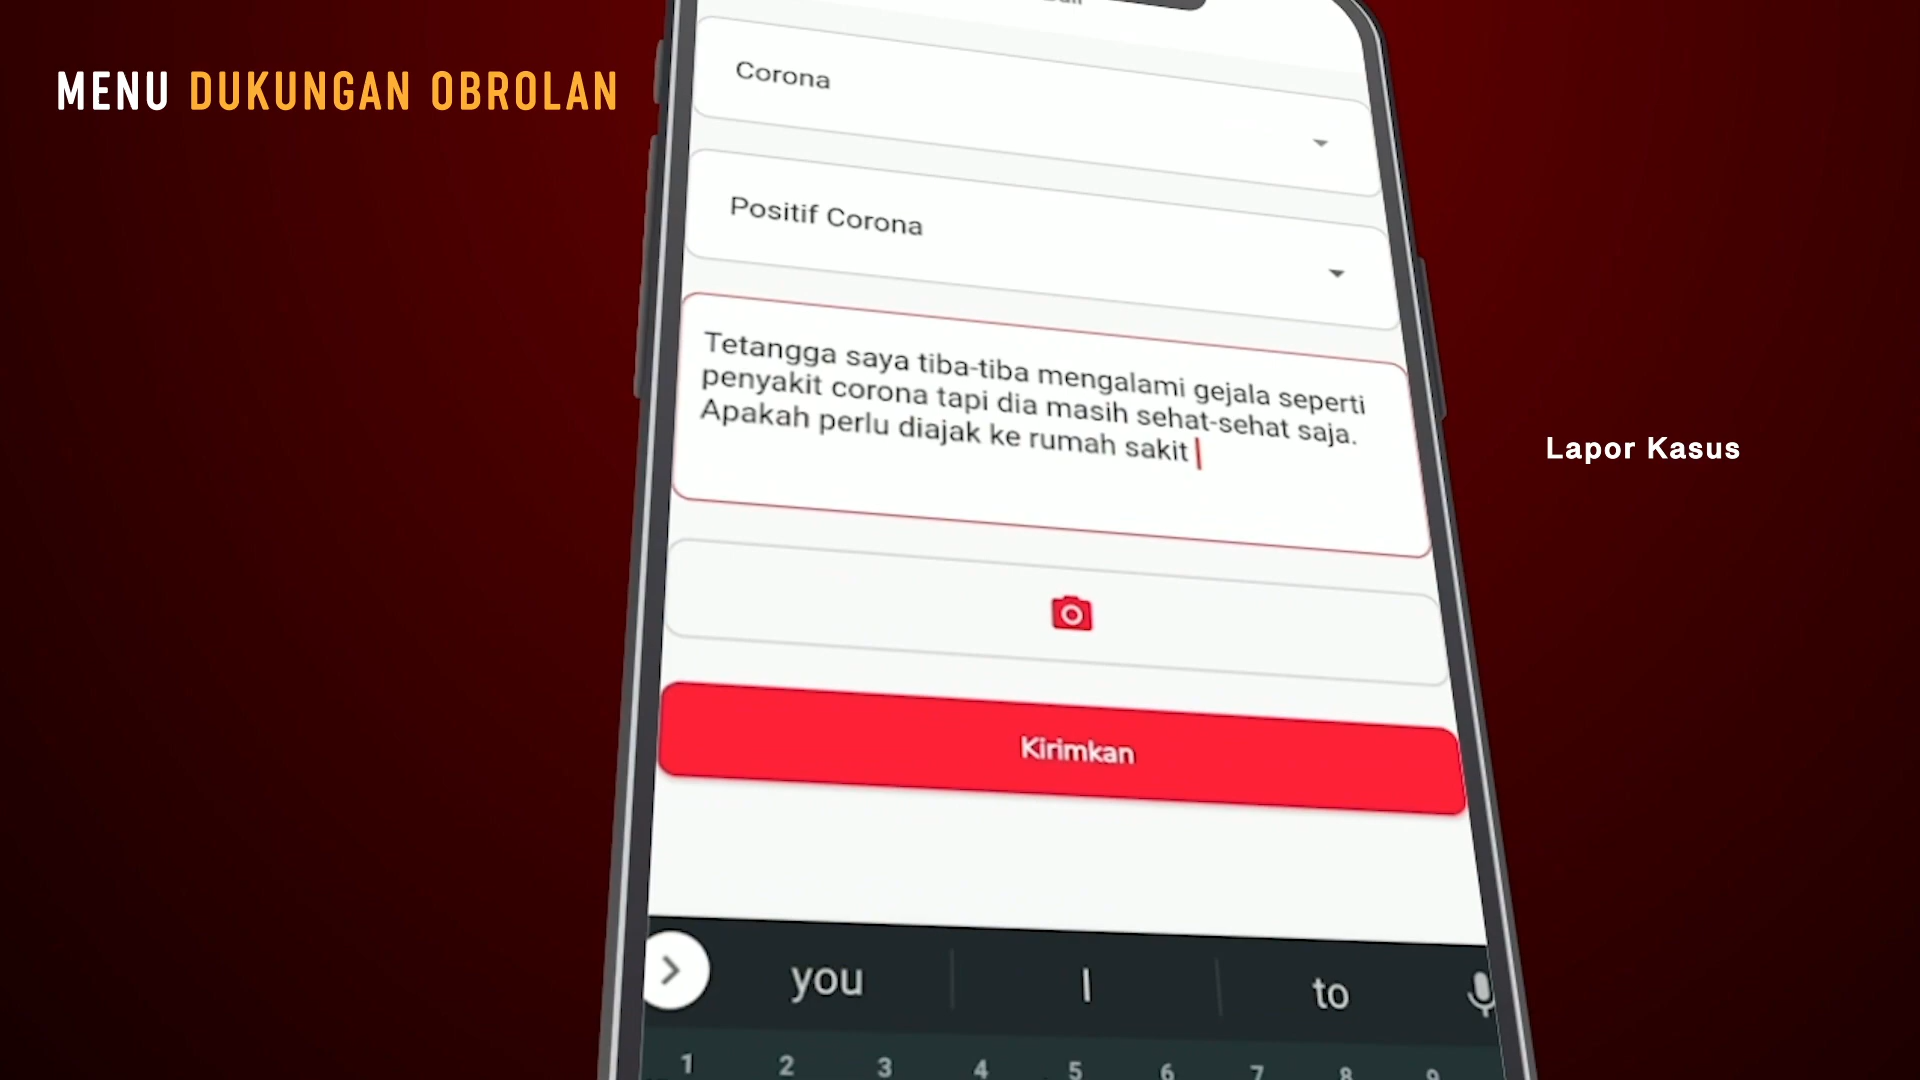 MENU DUKUNGAN OBROLAN
Corona
Positif Corona
Tetangga saya tiba-tiba mengalami gejala seperti
penyakit corona tapi dia masih sehat-sehat saja.
Apakah perlu diajak ke rumah sakit
Lapor Kasus
Kirimkan
you I to
1 2 3 4 5 6 7 8 9